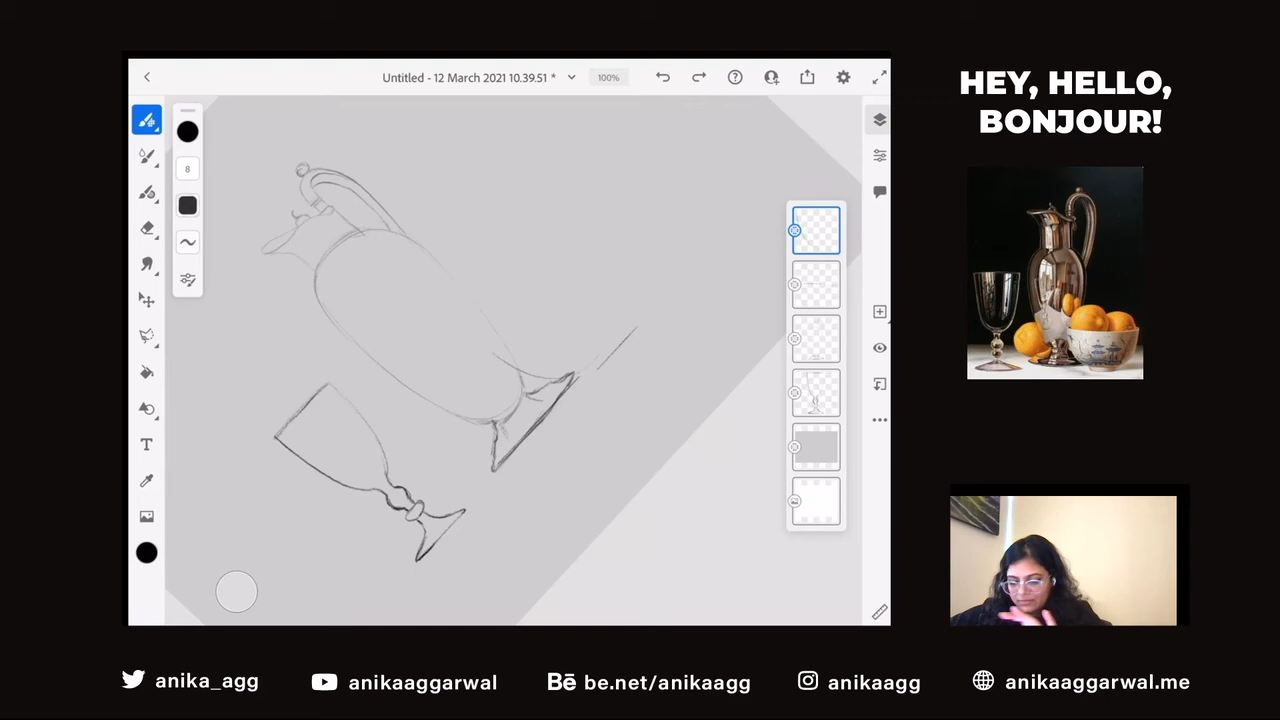 Untitled - 12 March 2021 10.39.51 *
100%
HEY, HELLO,
BONJOUR!
8
T
anika_agg
anikaaggarwal
Bē be.net/anikaagg
anikaagg
anikaaggarwal.me